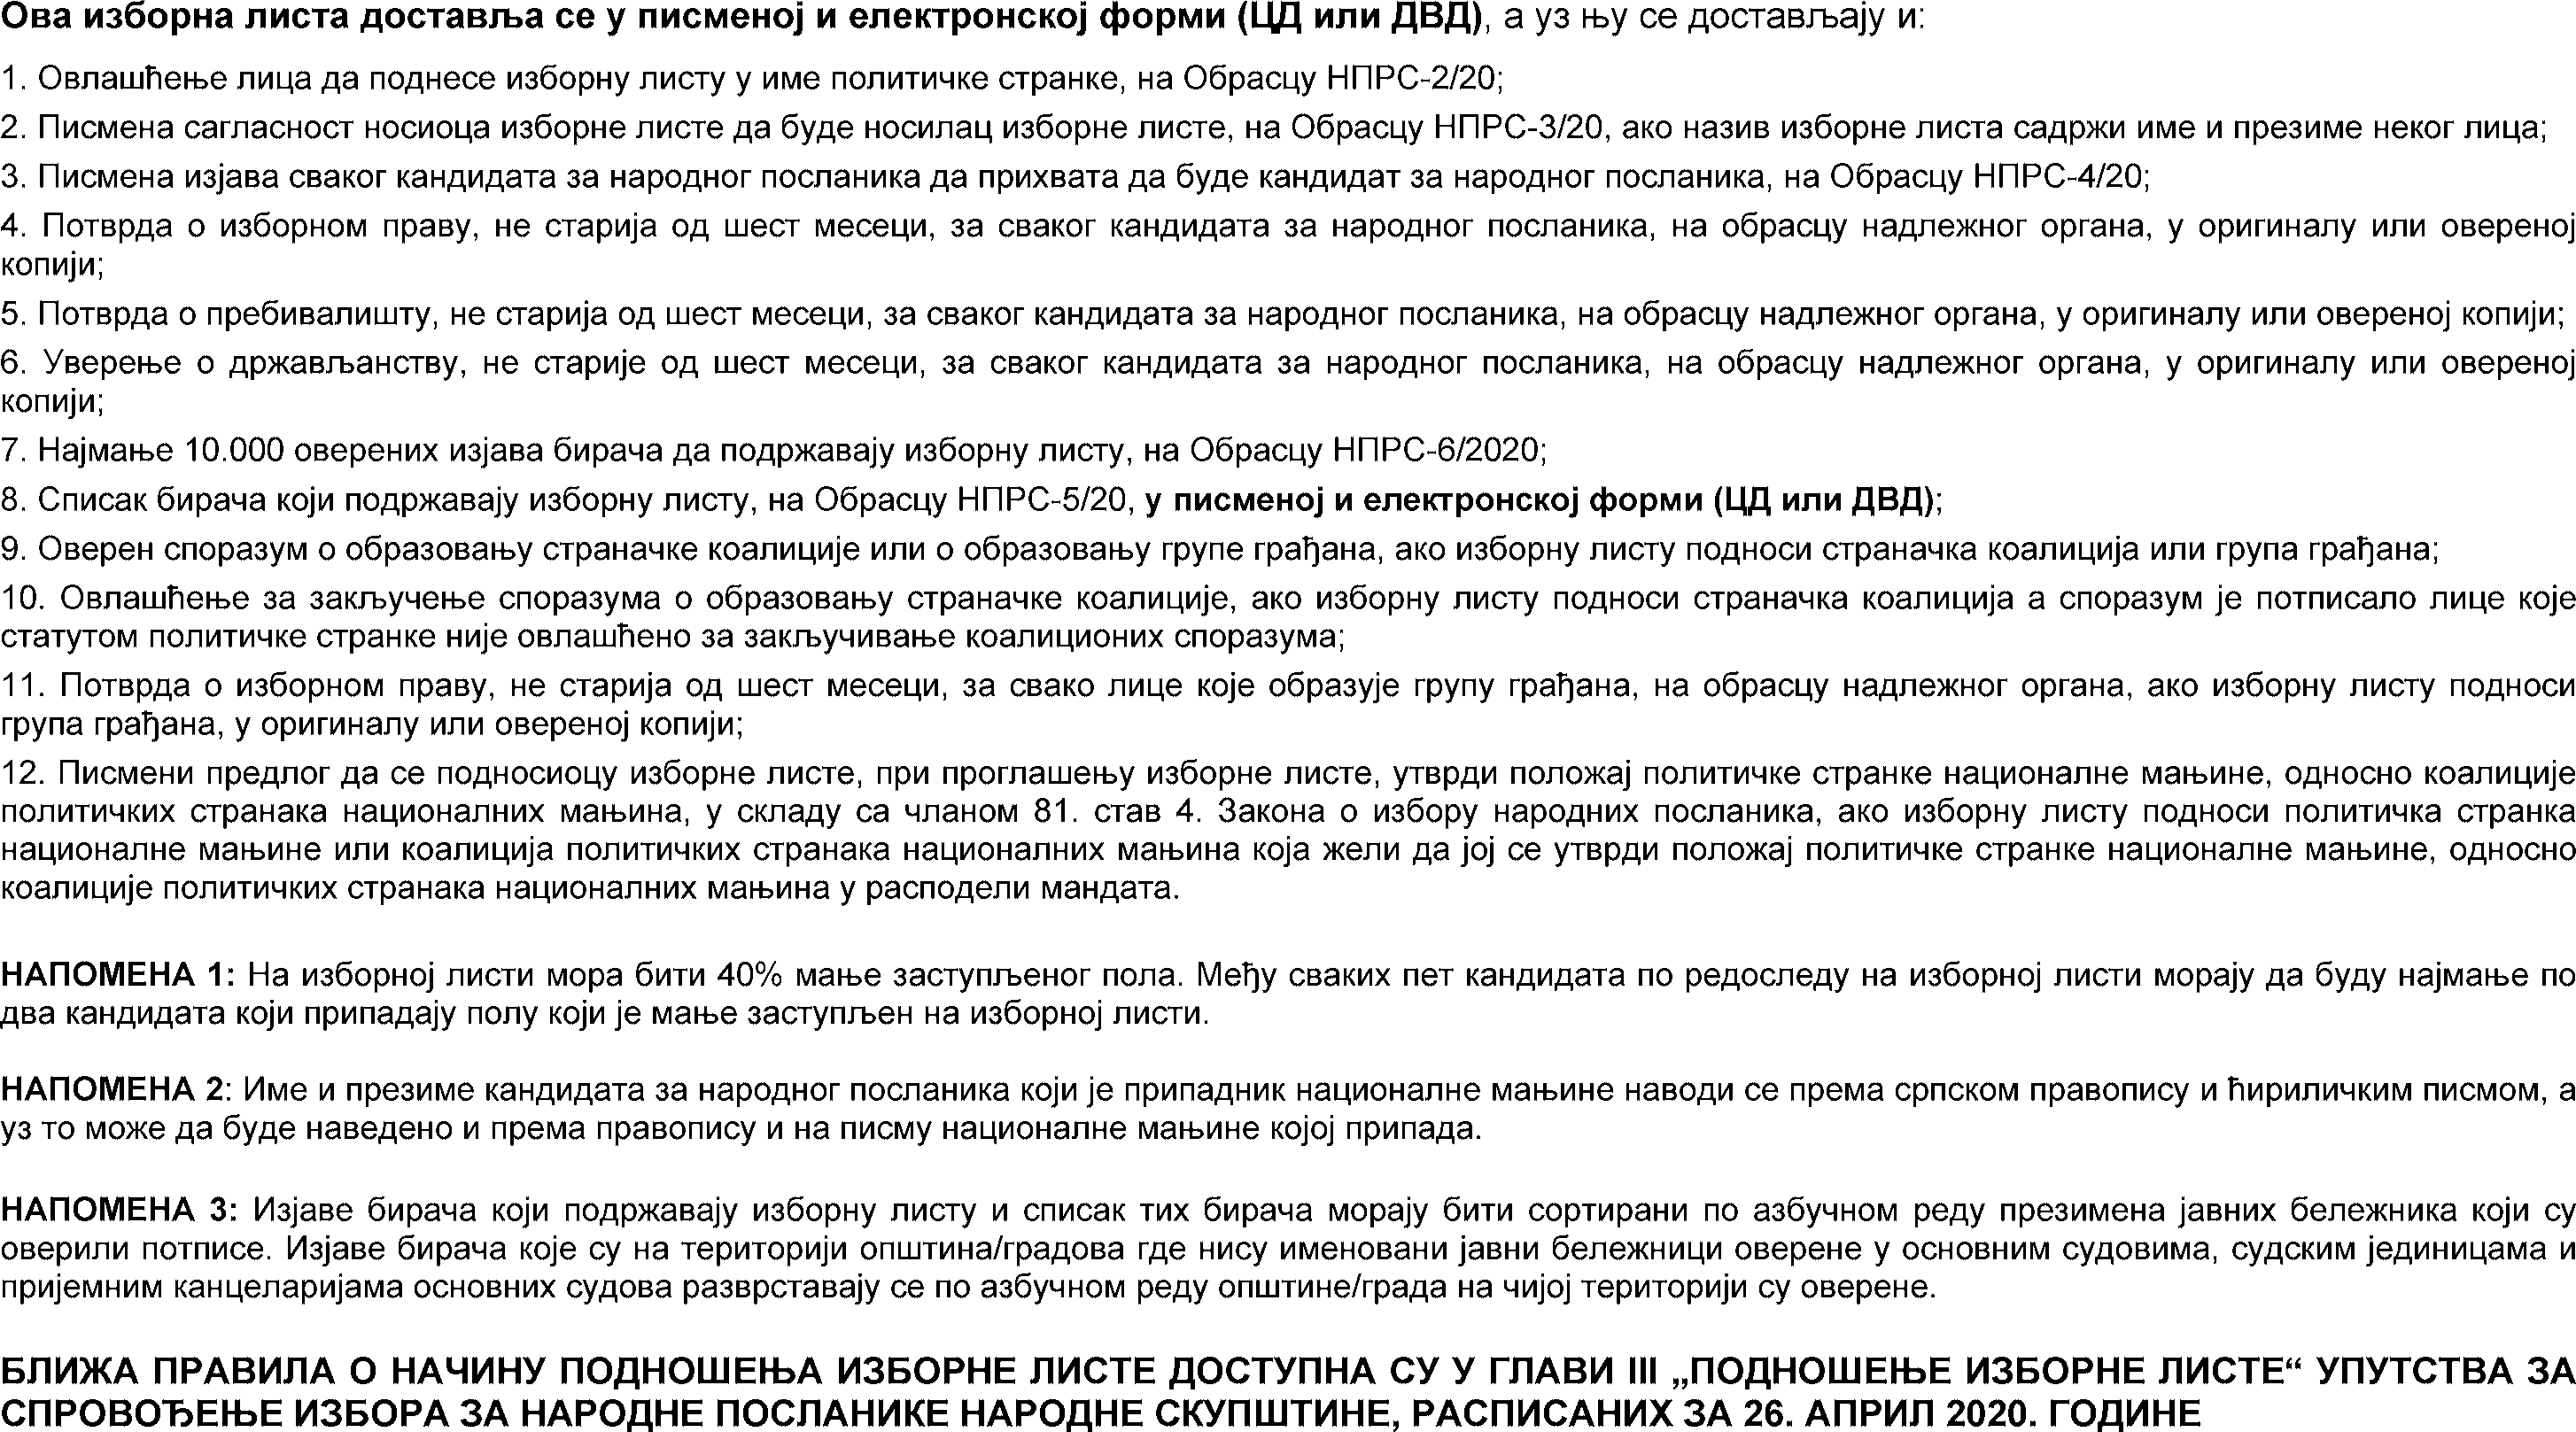 Ова изборна листа доставља се у писменој и електронској форми (ЦД или ДВД), а уз њу се достављају и:
1. Овлашћење лица да поднесе изборну листу у име политичке странке, на Обрасцу НПРС-2/20;
2. Писмена сагласност носиоца изборне листе да буде носилац изборне листе, на Обрасцу НПРС-3/20, ако назив изборне листа садржи име и презиме неког лица;
3. Писмена изјава сваког кандидата за народног посланика да прихвата да буде кандидат за народног посланика, на Обрасцу НПРС-4/20;
4. Потврда о изборном праву, не старија од шест месеци, за сваког кандидата за народног посланика, на обрасцу надлежног органа, у оригиналу или овереној
копији;
5. Потврда о пребивалишту, не старија од шест месеци, за сваког кандидата за народног посланика, на обрасцу надлежног органа, у оригиналу или овереној копији;
6. Уверење о држављанству, не старије од шест месеци, за сваког кандидата за народног посланика, на обрасцу надлежног органа, у оригиналу или овереној
копији;
7. Најмање 10.000 оверених изјава бирача да подржавају изборну листу, на Обрасцу НПРС-6/2020;
8. Списак бирача који подржавају изборну листу, на Обрасцу НПРС-5/20, у писменој и електронској форми (ЦД или ДВД);
9. Оверен споразум о образовању страначке коалиције или о образовању групе грађана, ако изборну листу подноси страначка коалиција или група грађана;
10. Овлашћење за закључење споразума о образовању страначке коалиције, ако изборну листу подноси страначка коалиција а споразум је потписало лице које
статутом политичке странке није овлашћено за закључивање коалиционих споразума;
11. Потврда о изборном праву, не старија од шест месеци, за свако лице које образује групу грађана, на обрасцу надлежног органа, ако изборну листу подноси
група грађана, у оригиналу или овереној копији;
12. Писмени предлог да се подносиоцу изборне листе, при проглашењу изборне листе, утврди положај политичке странке националне мањине, односно коалиције
политичких странака националних мањина, у складу са чланом 81. став 4. Закона о избору народних посланика, ако изборну листу подноси политичка странка
националне мањине или коалиција политичких странака националних мањина која жели да јој се утврди положај политичке странке националне мањине, односно
коалиције политичких странака националних мањина у расподели мандата.
НАПОМЕНА 1: На изборној листи мора бити 40% мање заступљеног пола. Међу сваких пет кандидата по редоследу на изборној листи морају да буду најмање по
два кандидата који припадају полу који је мање заступљен на изборној листи.
НАПОМЕНА 2: Име и презиме кандидата за народног посланика који је припадник националне мањине наводи се према српском правопису и ћириличким писмом, а
уз то може да буде наведено и према правопису и на писму националне мањине којој припада.
НАПОМЕНА 3: Изјаве бирача који подржавају изборну листу и списак тих бирача морају бити сортирани по азбучном реду презимена јавних бележника који су
оверили потписе. Изјаве бирача које су на територији општина/градова где нису именовани јавни бележници оверене у основним судовима, судским јединицама и
пријемним канцеларијама основних судова разврставају се по азбучном реду општине/града на чијој територији су оверене.
БЛИЖА ПРАВИЛА О НАЧИНУ ПОДНОШЕЊА ИЗБОРНЕ ЛИСТЕ ДОСТУПНА СУ У ГЛАВИ III „ПОДНОШЕЊЕ ИЗБОРНЕ ЛИСТЕ“ УПУТСТВА ЗА
СПРОВОЂЕЊЕ ИЗБОРА ЗА НАРОДНЕ ПОСЛАНИКЕ НАРОДНЕ СКУПШТИНЕ, РАСПИСАНИХ ЗА 26. АПРИЛ 2020. ГОДИНЕ